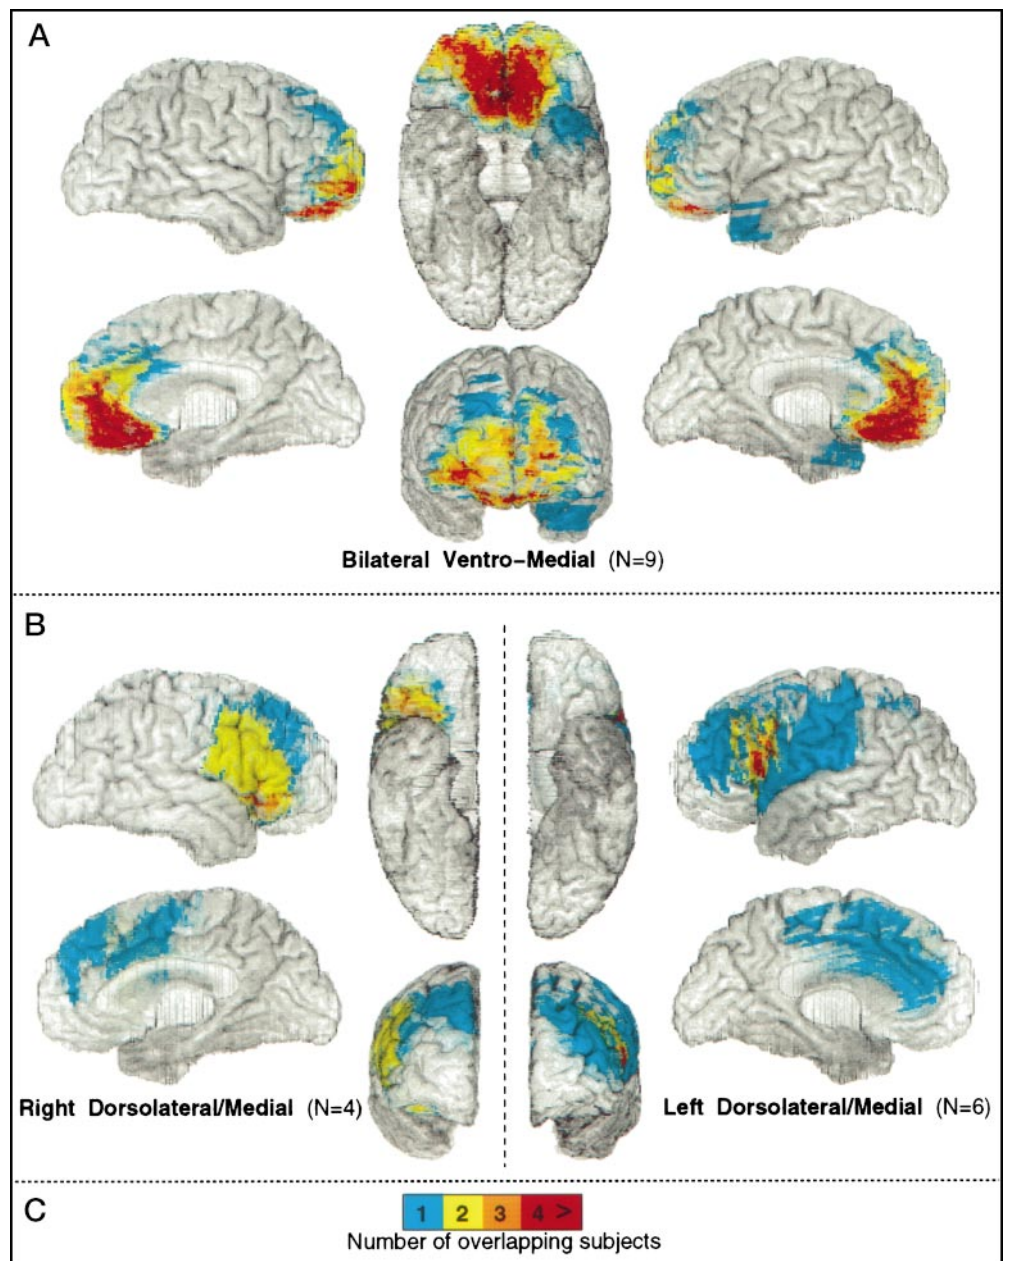 A
Bilateral Ventro-Medial (N=9)
B
Right Dorsolateral/Medial (N=4)
Left Dorsolateral/Medial (N=6)
C
1 2 3 4 >
Number of overlapping subjects